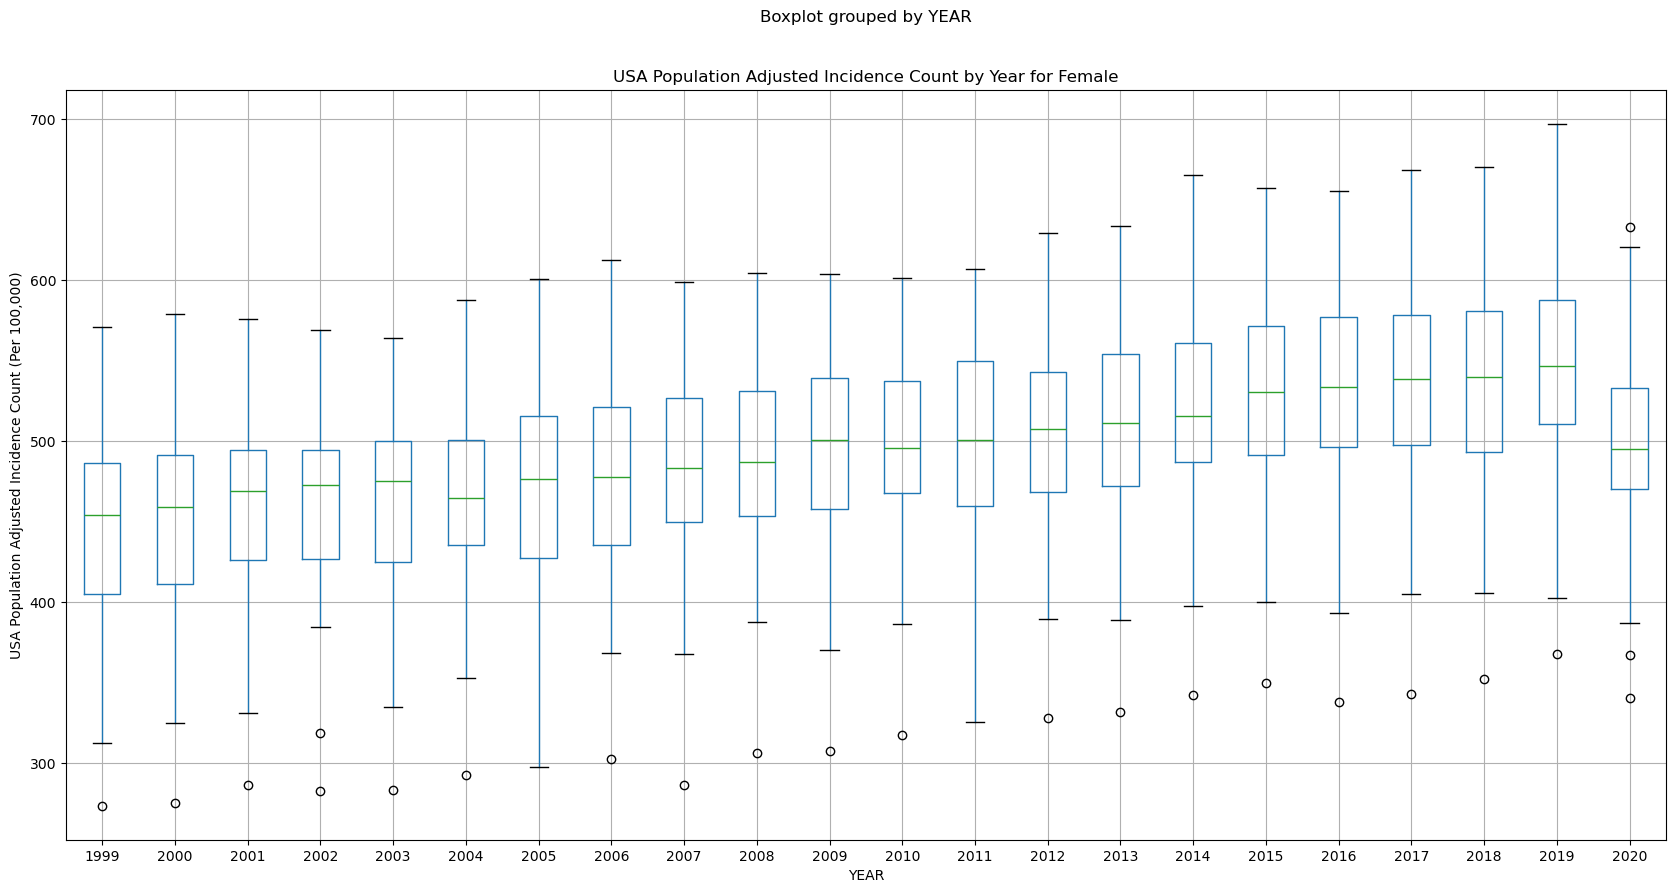 Boxplot grouped by YEAR
USA Population Adjusted Incidence Count by Year for Female
USA Population Adjusted Incidence Count (Per 100,000)
700
600
500
400
300
1999 2000 2001 2002 2003 2004 2005 2006 2007 2008 2009 2010 2011 2012 2013 2014 2015 2016 2017 2018 2019 2020
YEAR